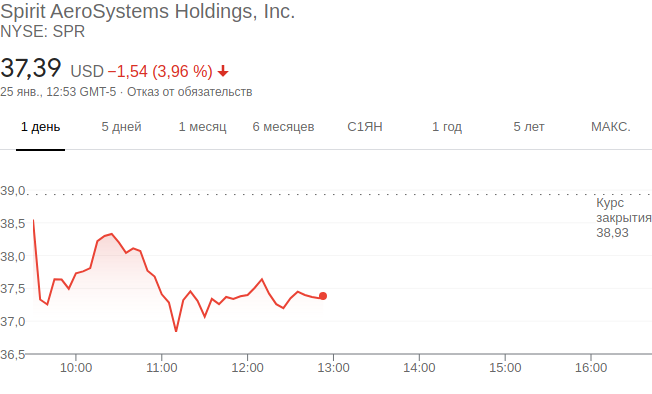 Spirit AeroSystems Holdings, Inc.
NYSE: SPR
37,39 USD −1,54 (3,96 %)
25 янв., 12:53 GMT-5 · Отказ от обязательств
1 день 5 дней 1 месяц 6 месяцев С1ЯН 1 год 5 лет МАКС.
39,0
Курс
закрытия
38,93
38,5
38,0
37,5
37,0
36,5
10:00 11:00 12:00 13:00 14:00 15:00 16:00